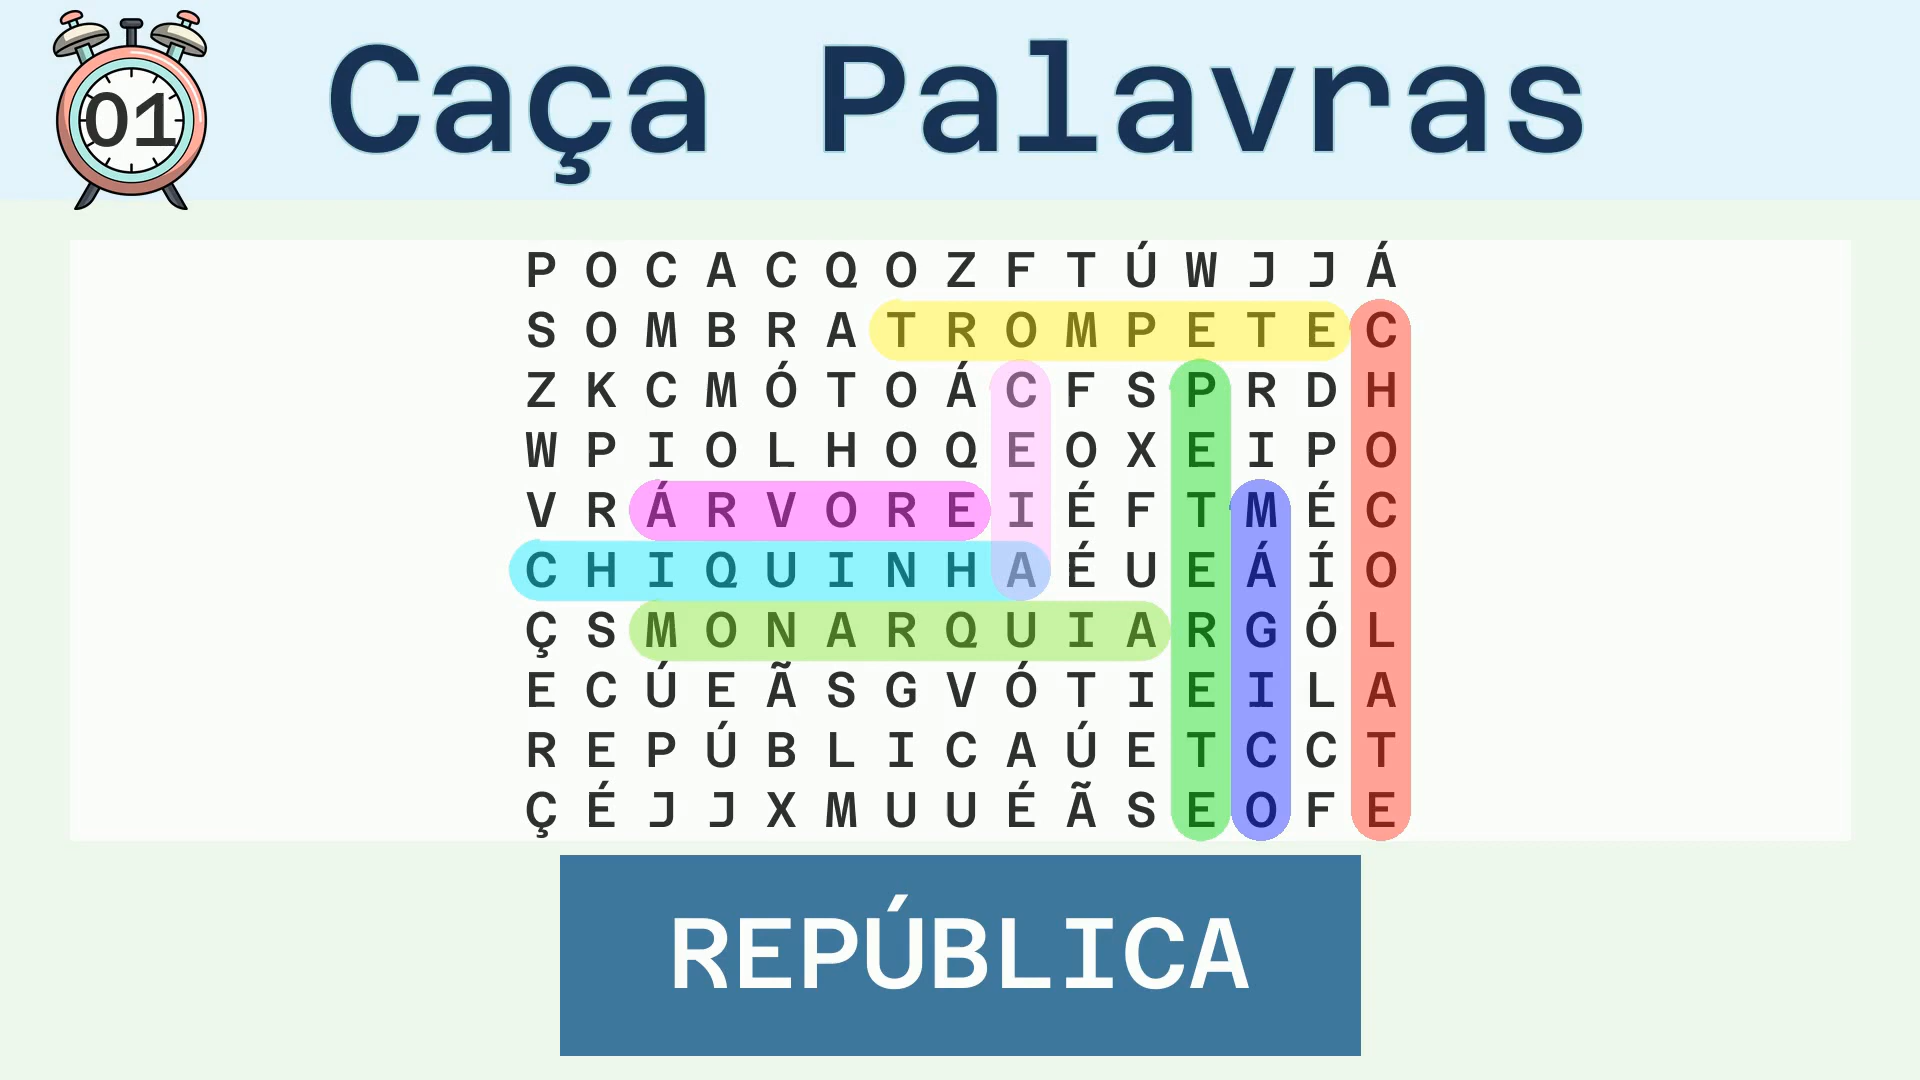 01
Caça Palavras
P O C A C Q O Z F T Ú W J J Á
S O M B R A T R O M P E T E C
Z K C M Ó T O Á C F S P R D H
W P I O L H O Q E O X E I P O
V R Á R V O R E I É F T M É C
C H I Q U I N H A É U E Á Í O
Ç S M O N A R Q U I A R G Ó L
E C Ú E Ã S G V Ó T I E I L A
R E P Ú B L I C A Ú E T C C T
Ç É J J X M U U É Ã S E O F E
REPÚBLICA